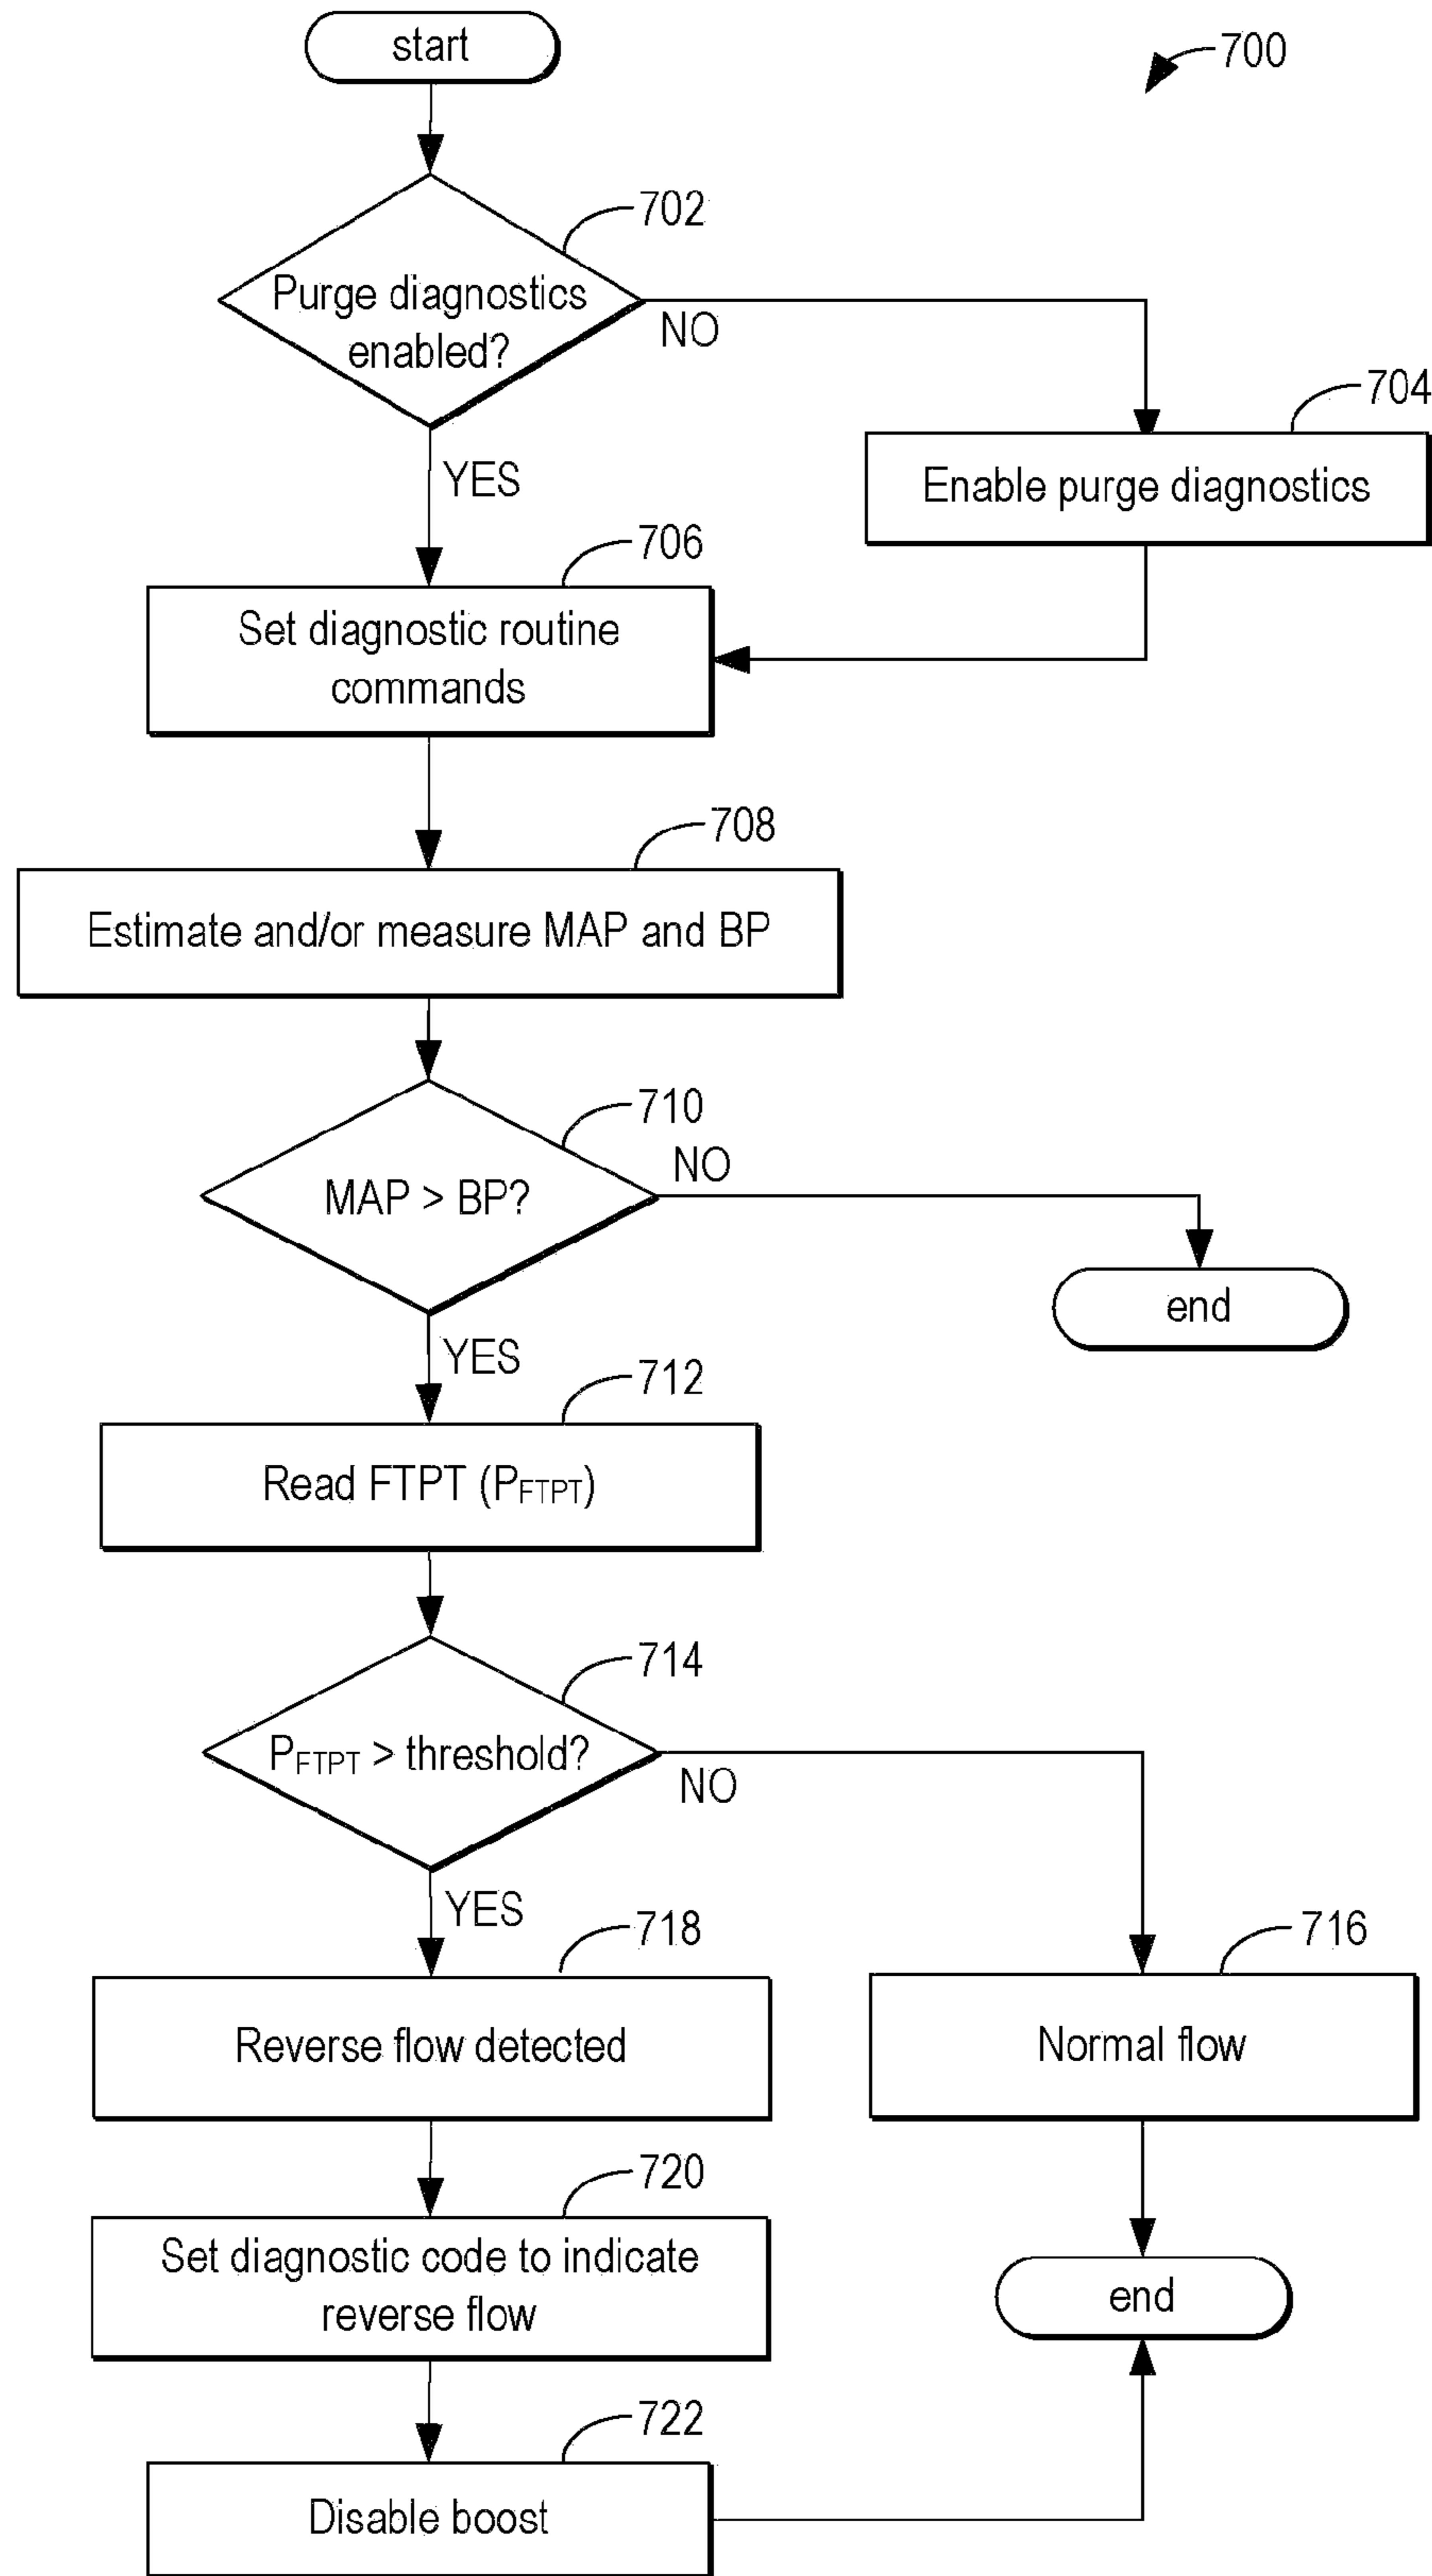 start
700
702
Purge diagnostics
enabled?
NO
704
Enable purge diagnostics
YES
706
Set diagnostic routine
commands
708
Estimate and/or measure MAP and BP
710
MAP > BP?
NO
end
YES
712
Read FTPT (PFTPT)
714
PFTPT > threshold?
NO
YES
718
Reverse flow detected
716
Normal flow
720
Set diagnostic code to indicate
reverse flow
end
722
Disable boost